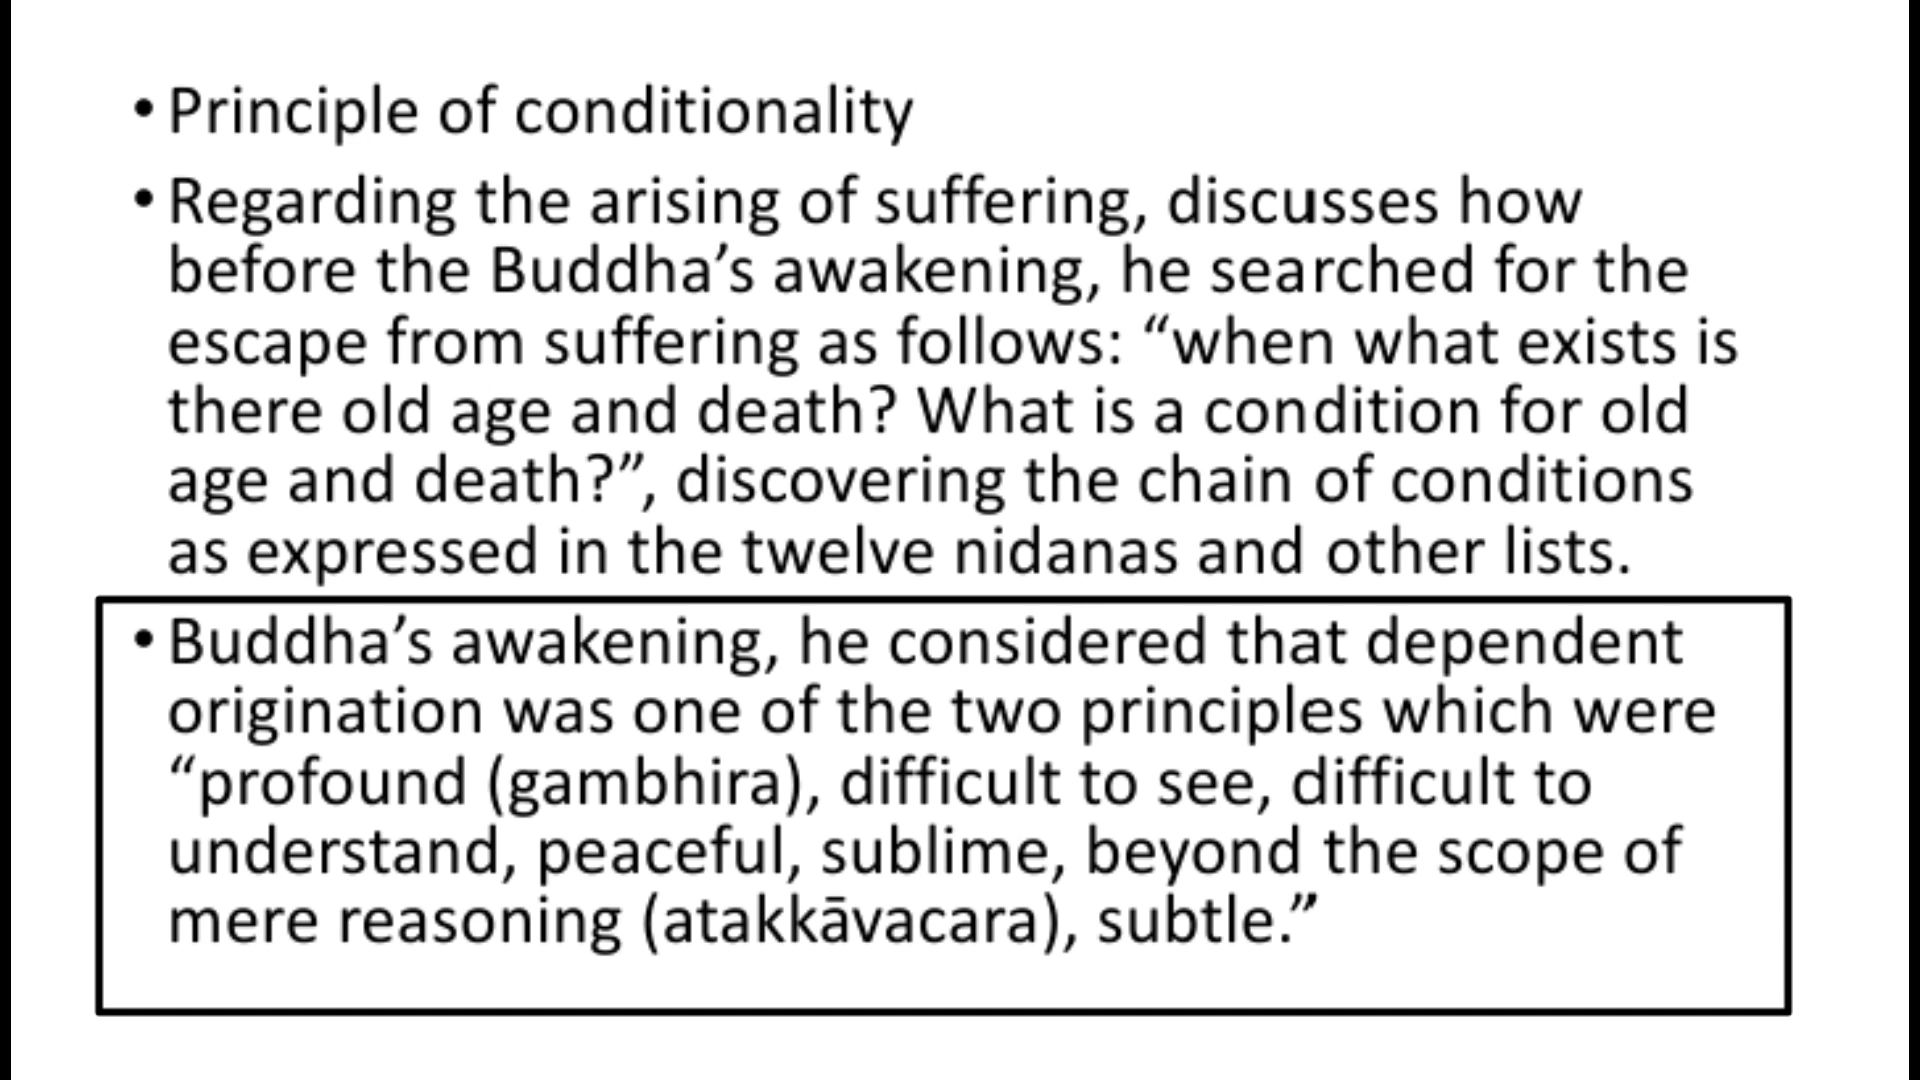 • Principle of conditionality
• Regarding the arising of suffering, discusses how
before the Buddha’s awakening, he searched for the
escape from suffering as follows: “when what exists is
there old age and death? What is a condition for old
age and death?”, discovering the chain of conditions
as expressed in the twelve nidanas and other lists.
• Buddha’s awakening, he considered that dependent
origination was one of the two principles which were
“profound (gambhira), difficult to see, difficult to
understand, peaceful, sublime, beyond the scope of
mere reasoning (atakkāvacara), subtle.”